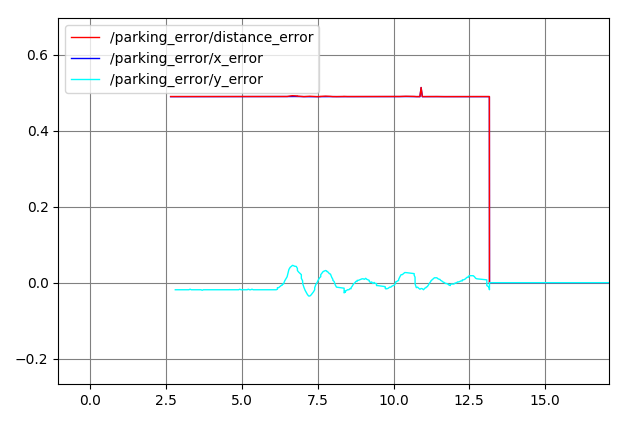 /parking_error/distance_error
/parking_error/x_error
/parking_error/y_error
0.6
0.4
0.2
0.0
−0.2
0.0 2.5 5.0 7.5 10.0 12.5 15.0